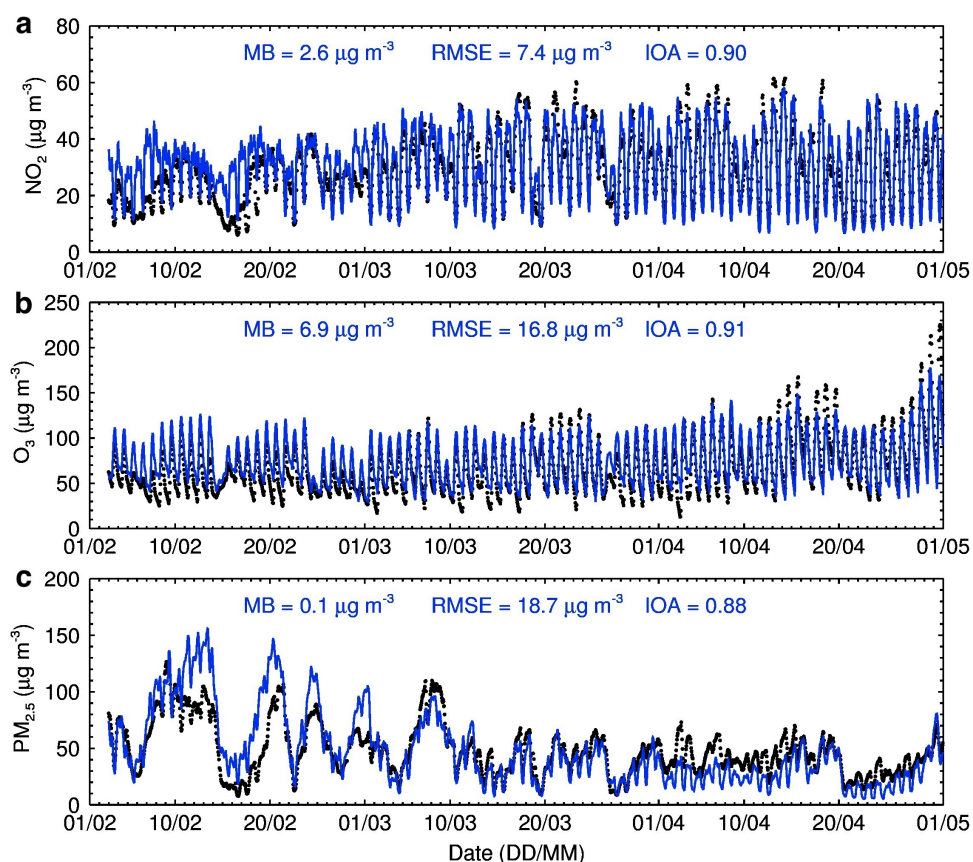 a
MB = 2.6 µg m⁻³ RMSE = 7.4 µg m⁻³ IOA = 0.90
NO₂ (µg m⁻³)
80
60
40
20
0
01/02 10/02 20/02 01/03 10/03 20/03 01/04 10/04 20/04 01/05
b
MB = 6.9 µg m⁻³ RMSE = 16.8 µg m⁻³ IOA = 0.91
O₃ (µg m⁻³)
250
200
150
100
50
0
01/02 10/02 20/02 01/03 10/03 20/03 01/04 10/04 20/04 01/05
c
MB = 0.1 µg m⁻³ RMSE = 18.7 µg m⁻³ IOA = 0.88
PM₂.₅ (µg m⁻³)
200
150
100
50
0
01/02 10/02 20/02 01/03 10/03 20/03 01/04 10/04 20/04 01/05
Date (DD/MM)